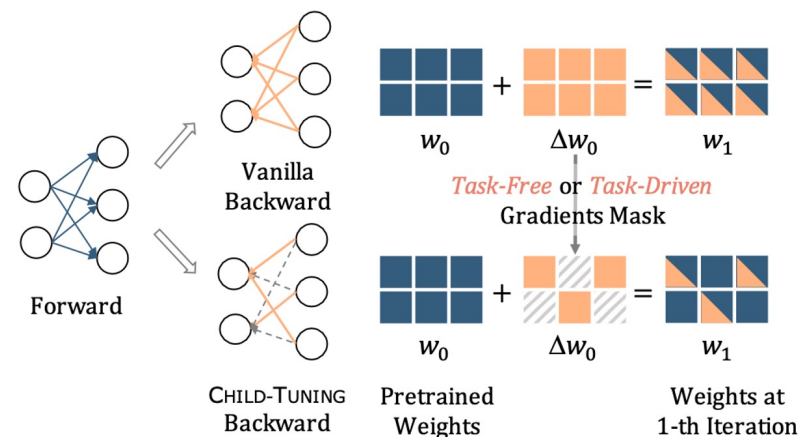 Forward
Vanilla
Backward
CHILD-TUNING
Backward
w0 + Δw0 = w1
Task-Free or Task-Driven
Gradients Mask
w0 + Δw0 = w1
Pretrained
Weights
Weights at
1-th Iteration